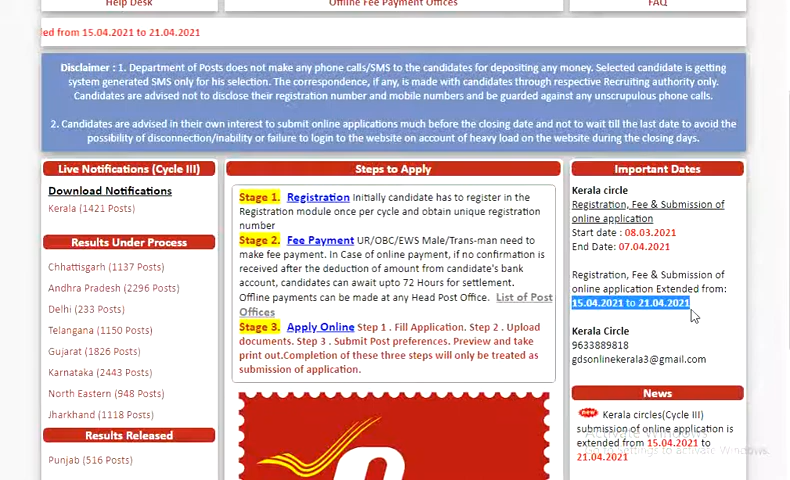 Help Desk
Offline Fee Payment Offices
FAQ
ded from 15.04.2021 to 21.04.2021
Disclaimer : 1. Department of Posts does not make any phone calls/SMS to the candidates for depositing any money. Selected candidate is getting
system generated SMS only for his selection. The correspondence, if any, is made with candidates through respective Recruiting authority only.
Candidates are advised not to disclose their registration number and mobile numbers and be guarded against any unscrupulous phone calls.
2. Candidates are advised in their own interest to submit online applications much before the closing date and not to wait till the last date to avoid the
possibility of disconnection/inability or failure to login to the website on account of heavy load on the website during the closing days.
Live Notifications (Cycle III)
Download Notifications
Kerala (1421 Posts)
Results Under Process
Chhattisgarh (1137 Posts)
Andhra Pradesh (2296 Posts)
Delhi (233 Posts)
Telangana (1150 Posts)
Gujarat (1826 Posts)
Karnataka (2443 Posts)
North Eastern (948 Posts)
Jharkhand (1118 Posts)
Results Released
Punjab (516 Posts)
Steps to Apply
Stage 1. Registration Initially candidate has to register in the
Registration module once per cycle and obtain unique registration
number
Stage 2. Fee Payment UR/OBC/EWS Male/Trans-man need to
make fee payment. In Case of online payment, if no confirmation is
received after the deduction of amount from candidate's bank
account, candidates can await upto 72 Hours for settlement.
Offline payments can be made at any Head Post Office. List of Post
Offices
Stage 3. Apply Online Step 1 . Fill Application. Step 2 . Upload
documents. Step 3 . Submit Post preferences. Preview and take
print out.Completion of these three steps will only be treated as
submission of application.
Important Dates
Kerala circle
Registration, Fee & Submission of
online application
Start date : 08.03.2021
End Date: 07.04.2021
Registration, Fee & Submission of
online application Extended from:
15.04.2021 to 21.04.2021
Kerala Circle
9633889818
gdsonlinekerala3@gmail.com
News
new Kerala circles(Cycle III)
submission of online application is
extended from 15.04.2021 to
21.04.2021
Activate Windows
Go to Settings to activate Windows.